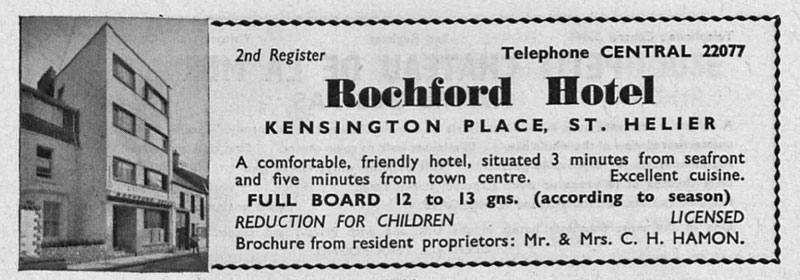 2nd Register Telephone CENTRAL 22077
Rochford Hotel
KENSINGTON PLACE, ST. HELIER
A comfortable, friendly hotel, situated 3 minutes from seafront
and five minutes from town centre. Excellent cuisine.
FULL BOARD 12 to 13 gns. (according to season)
REDUCTION FOR CHILDREN LICENSED
Brochure from resident proprietors: Mr. & Mrs. C. H. HAMON.